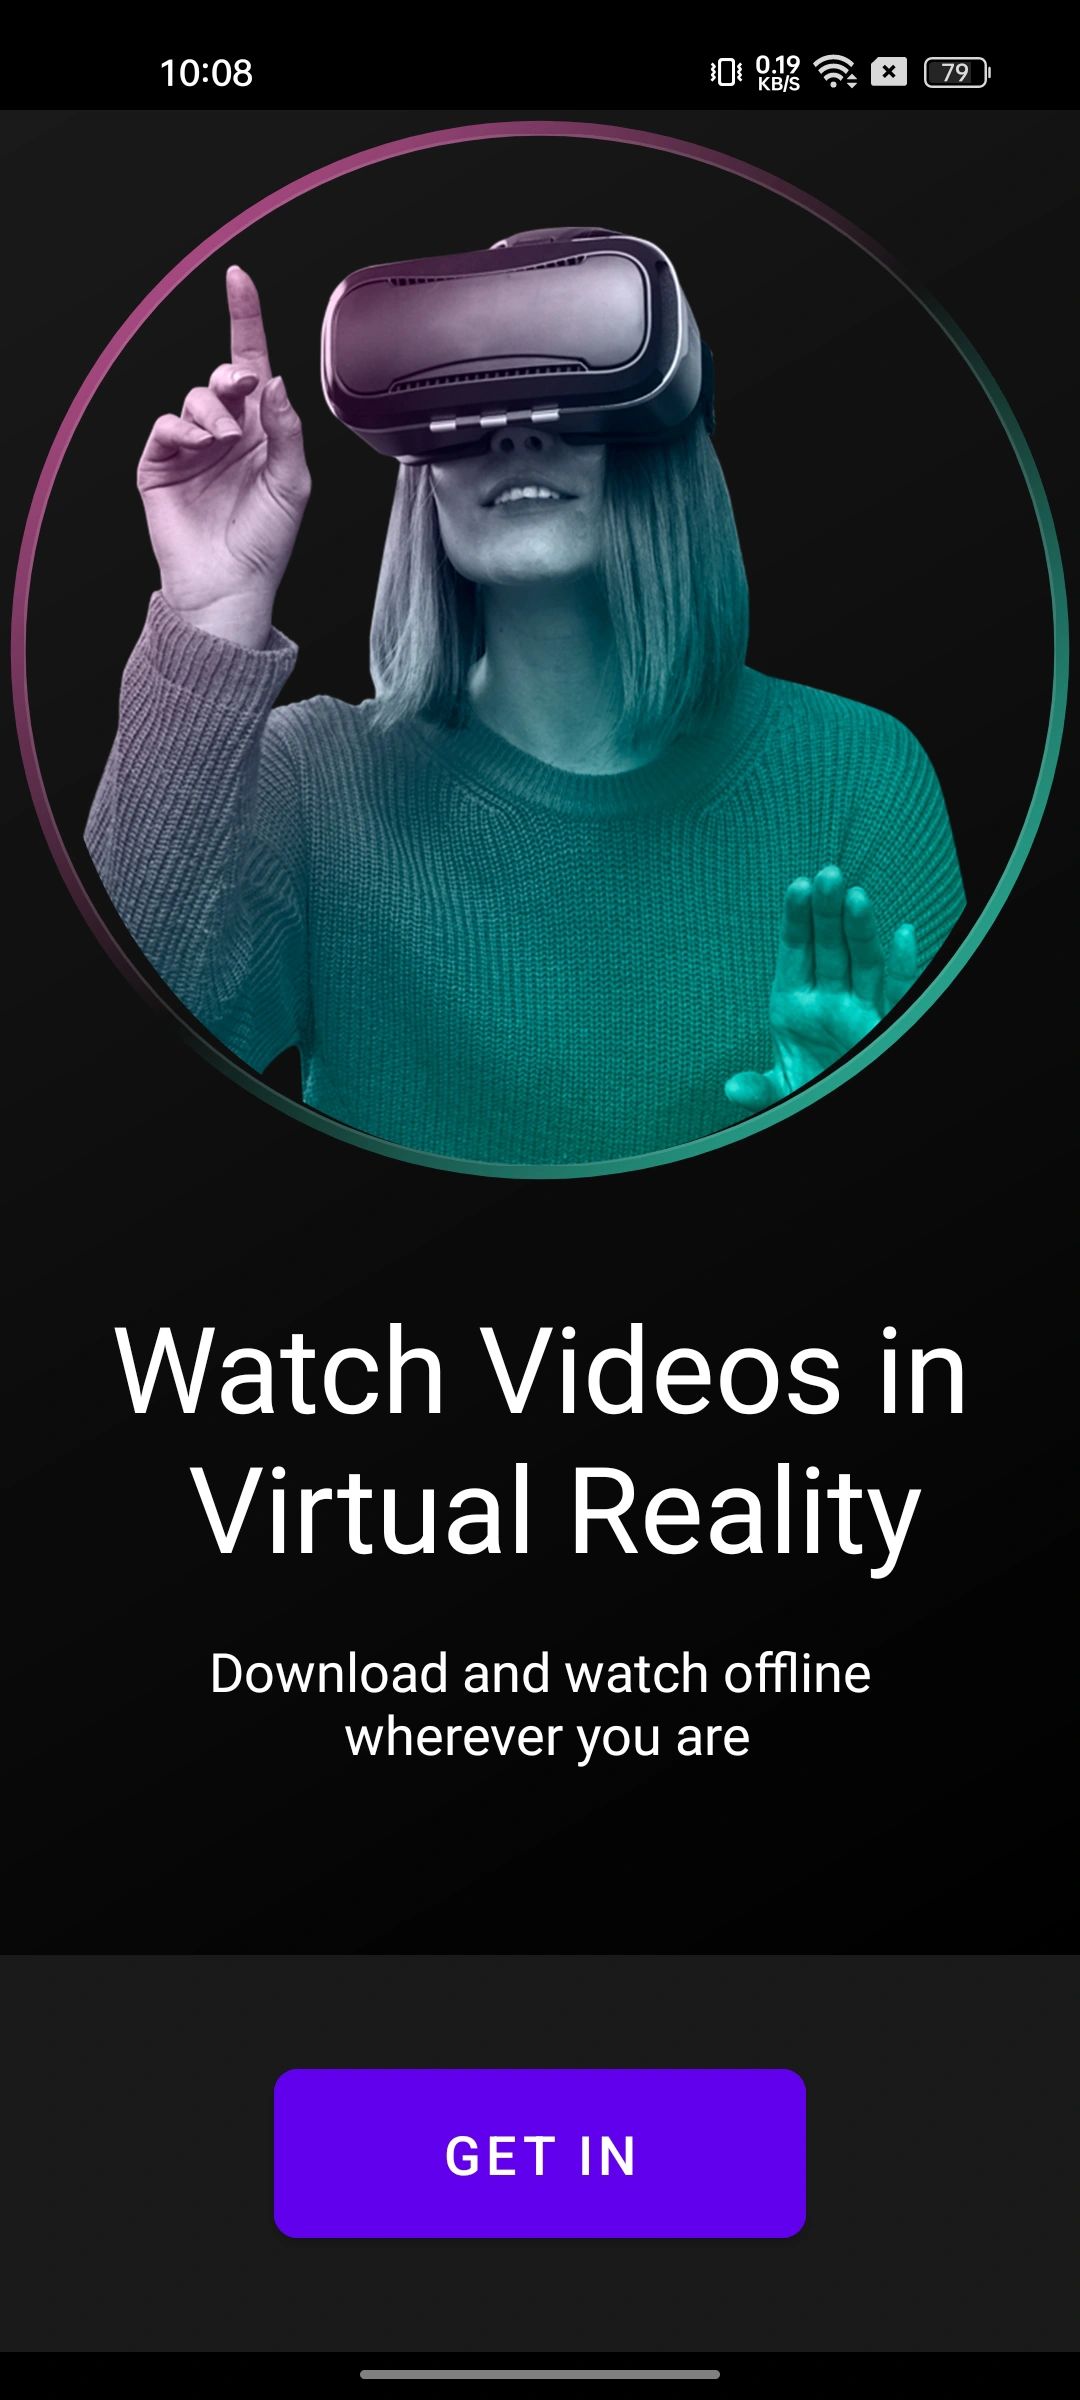 10:08
0.19
KB/S
79
Watch Videos in
Virtual Reality
Download and watch offline
wherever you are
GET IN